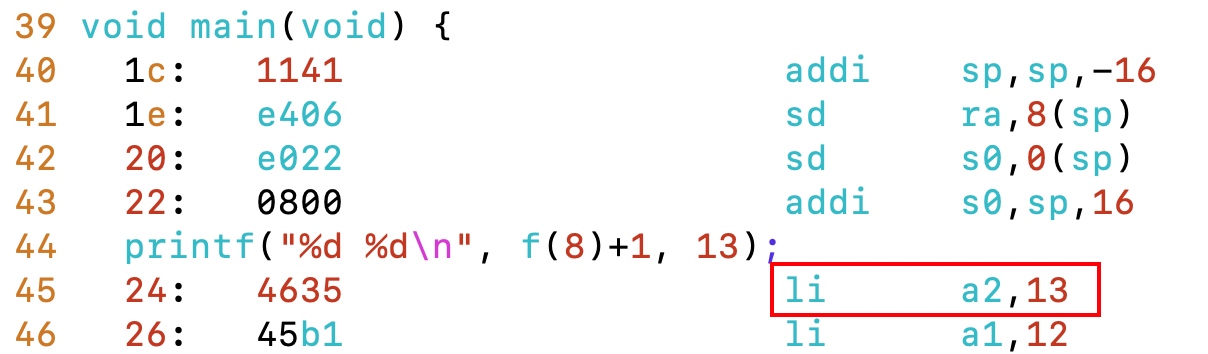 39 void main(void) {
40 1c: 1141 addi sp,sp,-16
41 1e: e406 sd ra,8(sp)
42 20: e022 sd s0,0(sp)
43 22: 0800 addi s0,sp,16
44 printf("%d %d\n", f(8)+1, 13);
45 24: 4635 li a2,13
46 26: 45b1 li a1,12